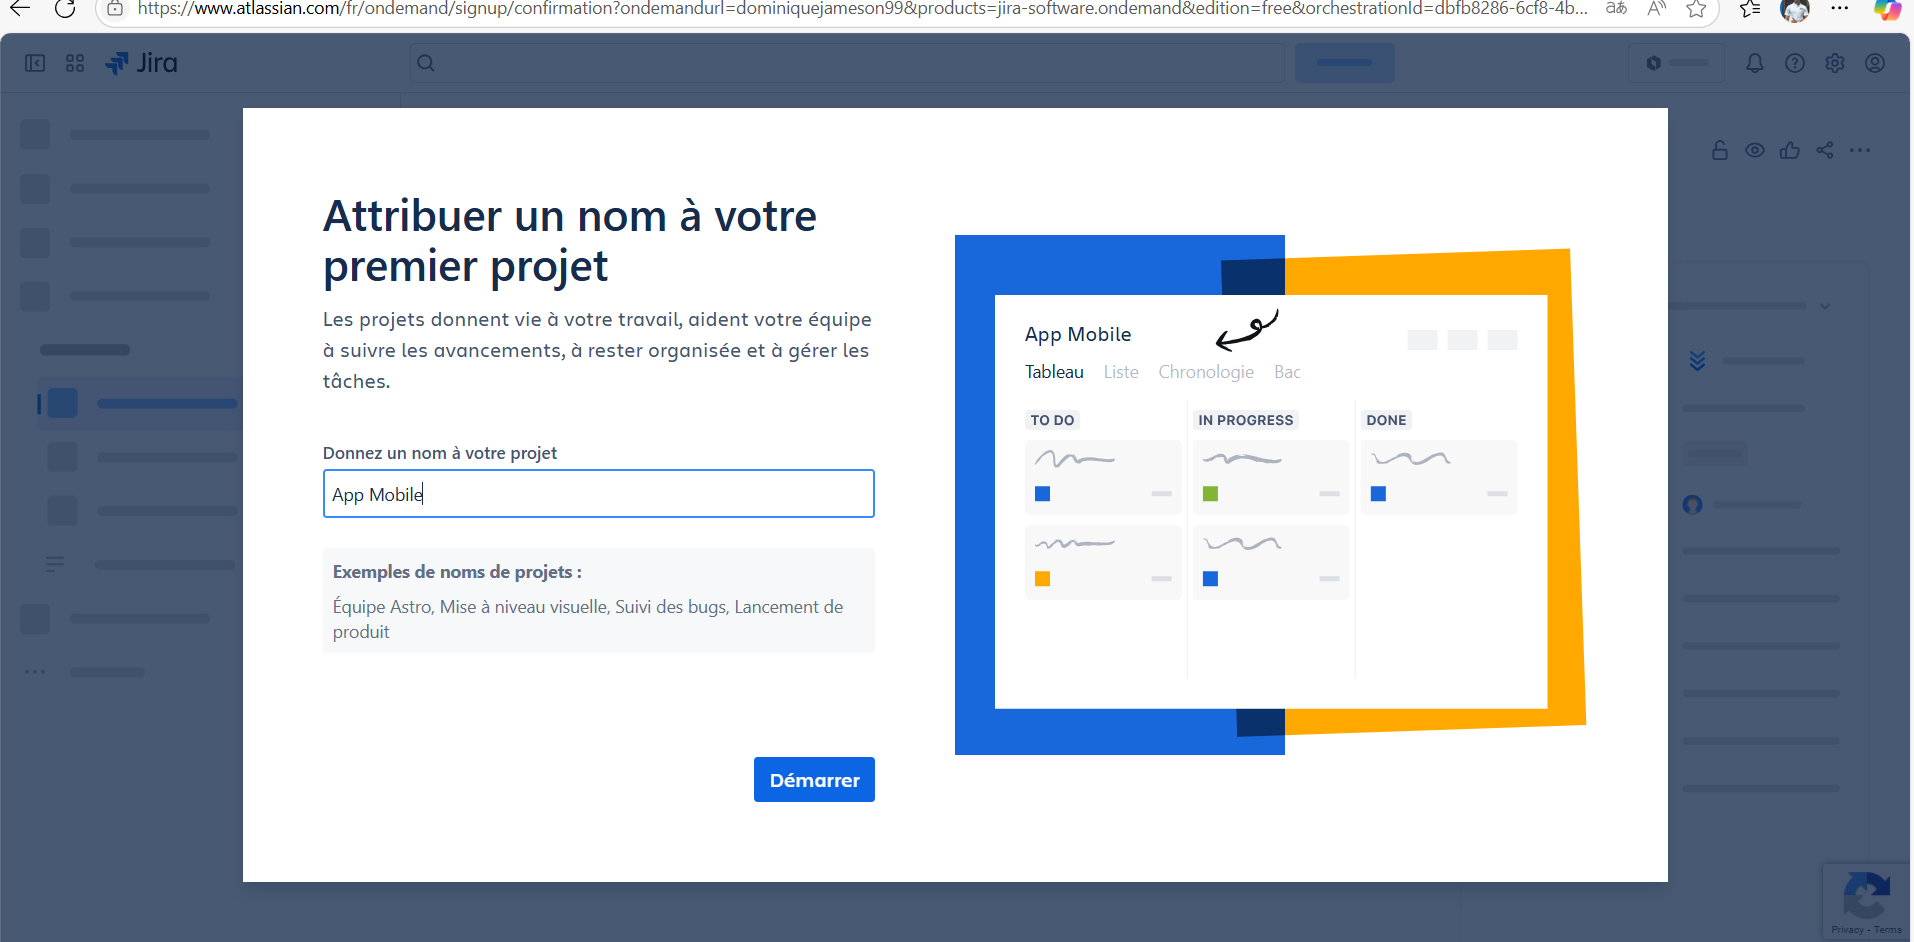 https://www.atlassian.com/fr/ondemand/signup/confirmation?ondemandurl=dominiquejameson99&products=jira-software.ondemand&edition=free&orchestrationId=dbfb8286-6cf8-4b...
Jira
Attribuer un nom à votre
premier projet
Les projets donnent vie à votre travail, aident votre équipe
à suivre les avancements, à rester organisée et à gérer les
tâches.
Donnez un nom à votre projet
App Mobile
Exemples de noms de projets :
Équipe Astro, Mise à niveau visuelle, Suivi des bugs, Lancement de
produit
Démarrer
App Mobile
Tableau Liste Chronologie Bac
TO DO IN PROGRESS DONE
Privacy - Terms